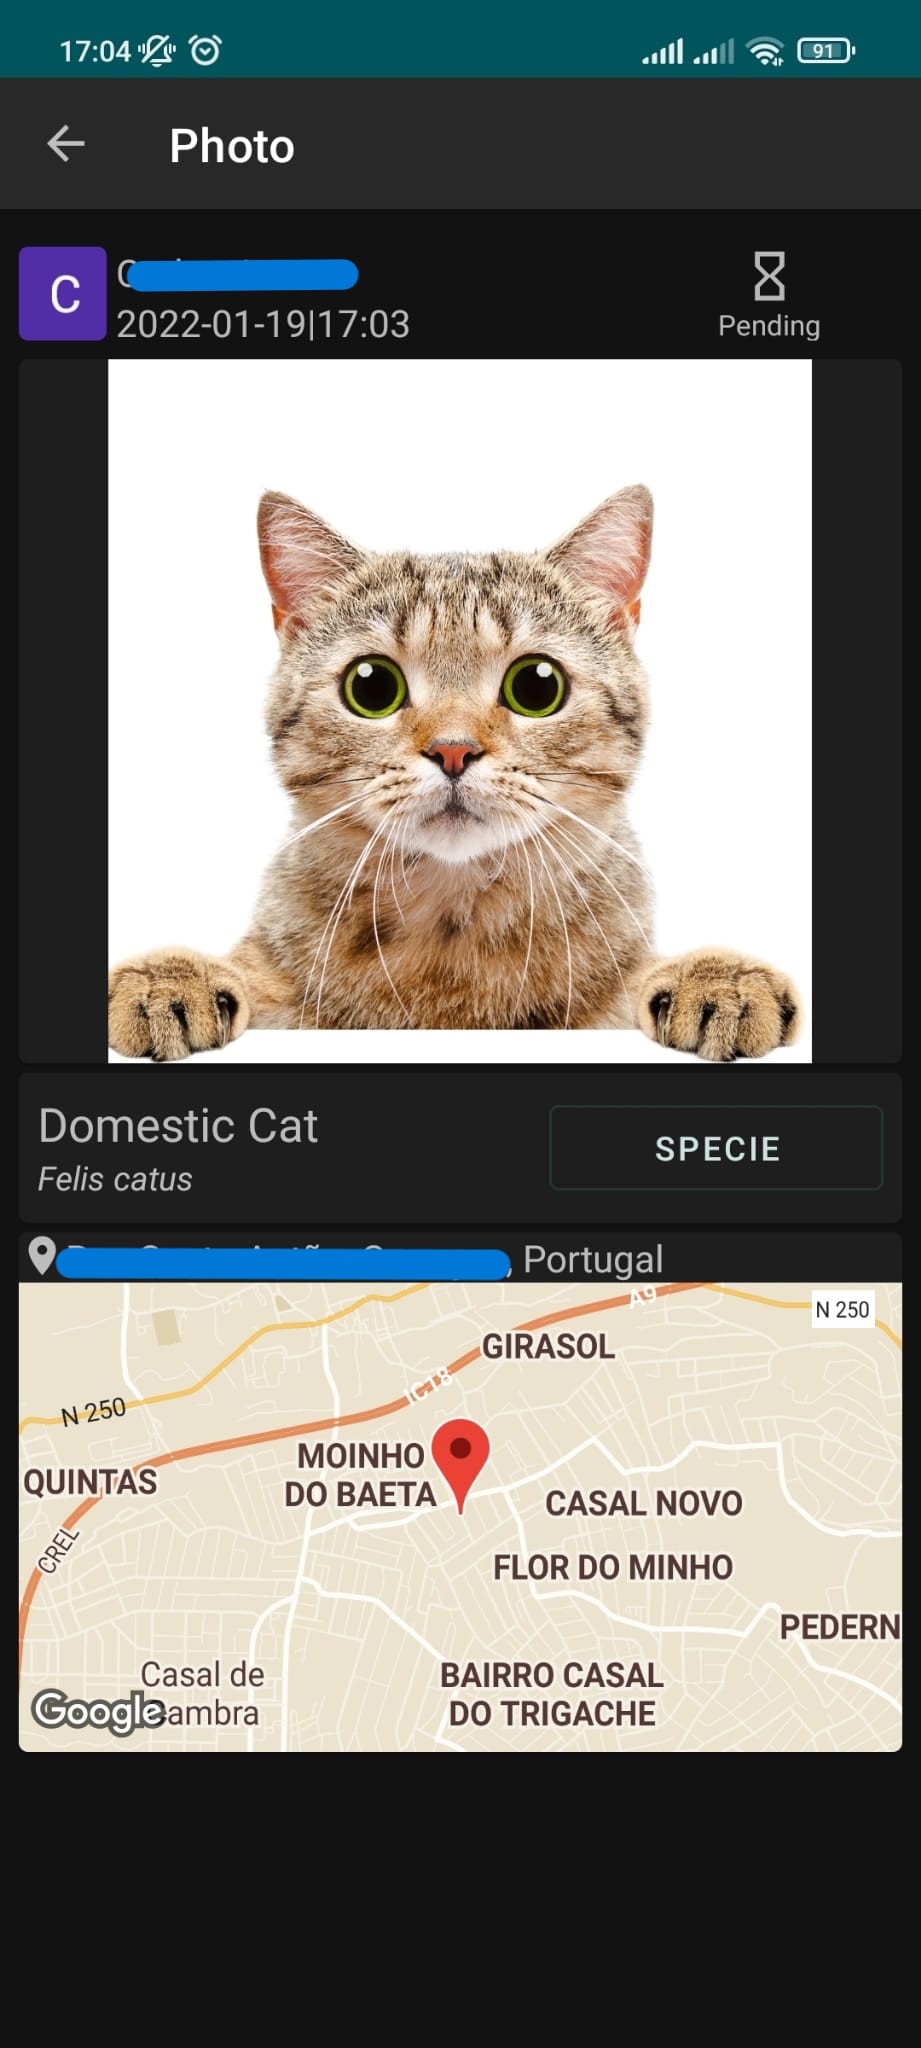 17:04
91
Photo
C
2022-01-19|17:03
Pending
Domestic Cat
Felis catus
SPECIE
, Portugal
A9
N 250
GIRASOL
IC18
N 250
MOINHO
DO BAETA
QUINTAS
CASAL NOVO
CREL
FLOR DO MINHO
PEDERN
Casal de
Cambra
BAIRRO CASAL
DO TRIGACHE
Google